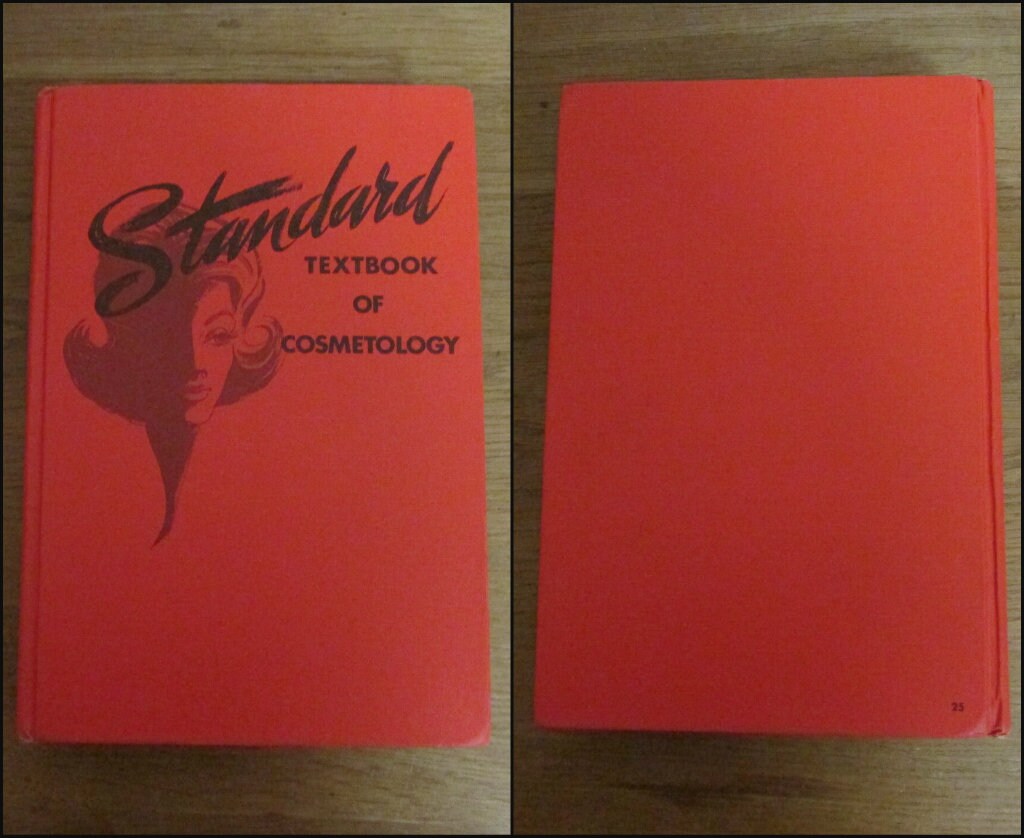 Standard
TEXTBOOK
OF
COSMETOLOGY
25